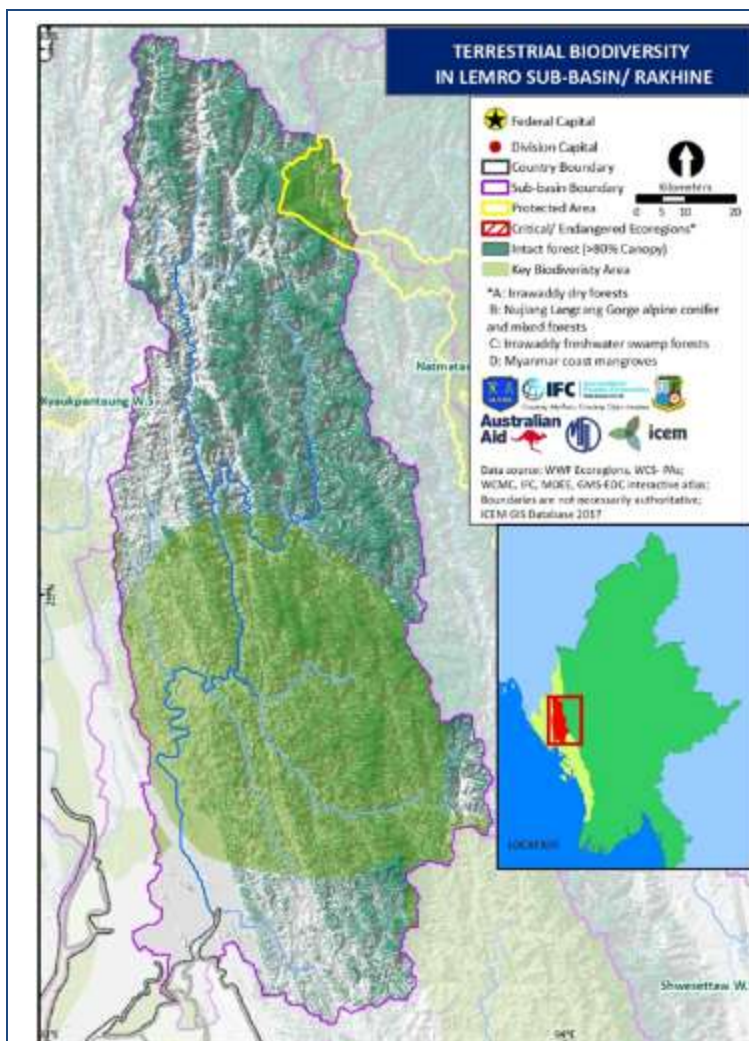 TERRESTRIAL BIODIVERSITY
IN LEMRO SUB-BASIN/ RAKHINE
Federal Capital
Division Capital
Country Boundary
Sub-basin Boundary
Protected Area
Critical/ Endangered Ecoregions*
Intact forest (>80% Canopy)
Key Biodiveristy Area
Kilometers
0 5 10 20
*A: Irrawaddy dry forests
B: Nujiang Langcang Gorge alpine conifer
and mixed forests
C: Irrawaddy freshwater swamp forests
D: Myanmar coast mangroves
IFC
Australian
Aid
icem
Data source: WWF Ecoregions, WCS- PAs;
WCMC, IFC, MOEE, GMS-EOC interactive atlas;
Boundaries are not necessarily authoritative;
ICEM GIS Database 2017
Natmetau
Kyaukpantaung W.S
LOCATION
Shwesettaw W.
94°E